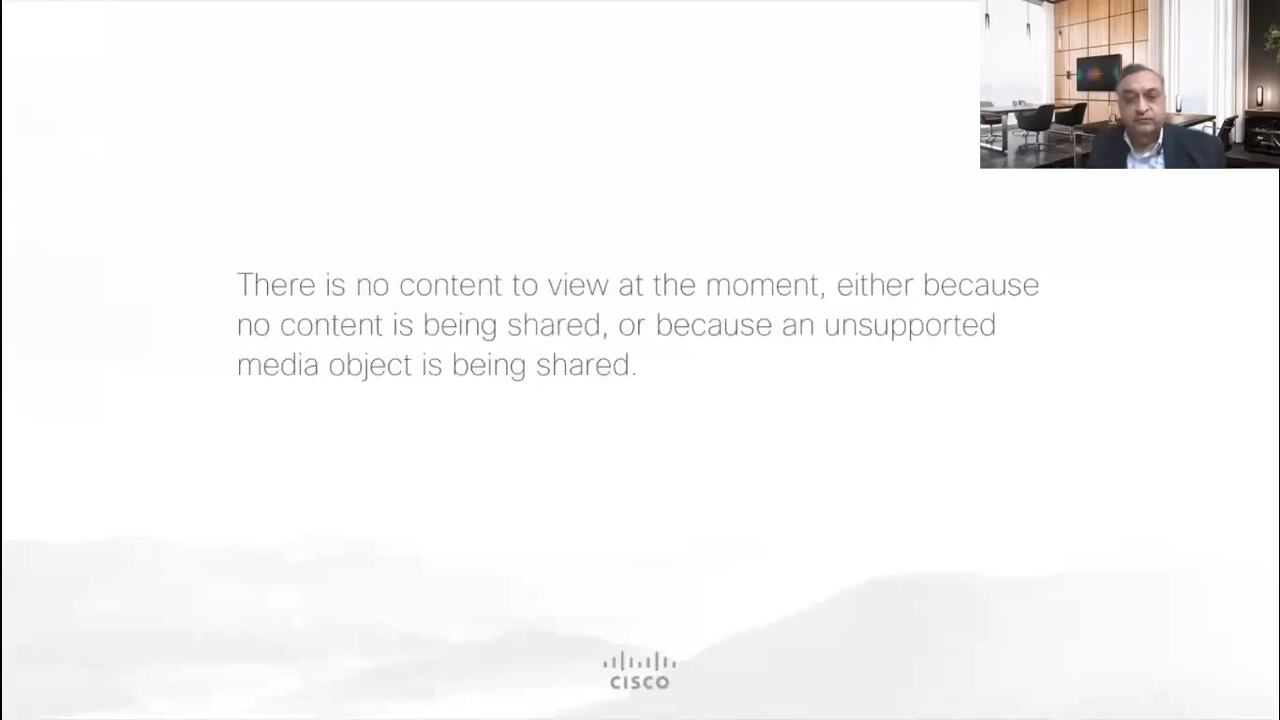 There is no content to view at the moment, either because
no content is being shared, or because an unsupported
media object is being shared.
CISCO